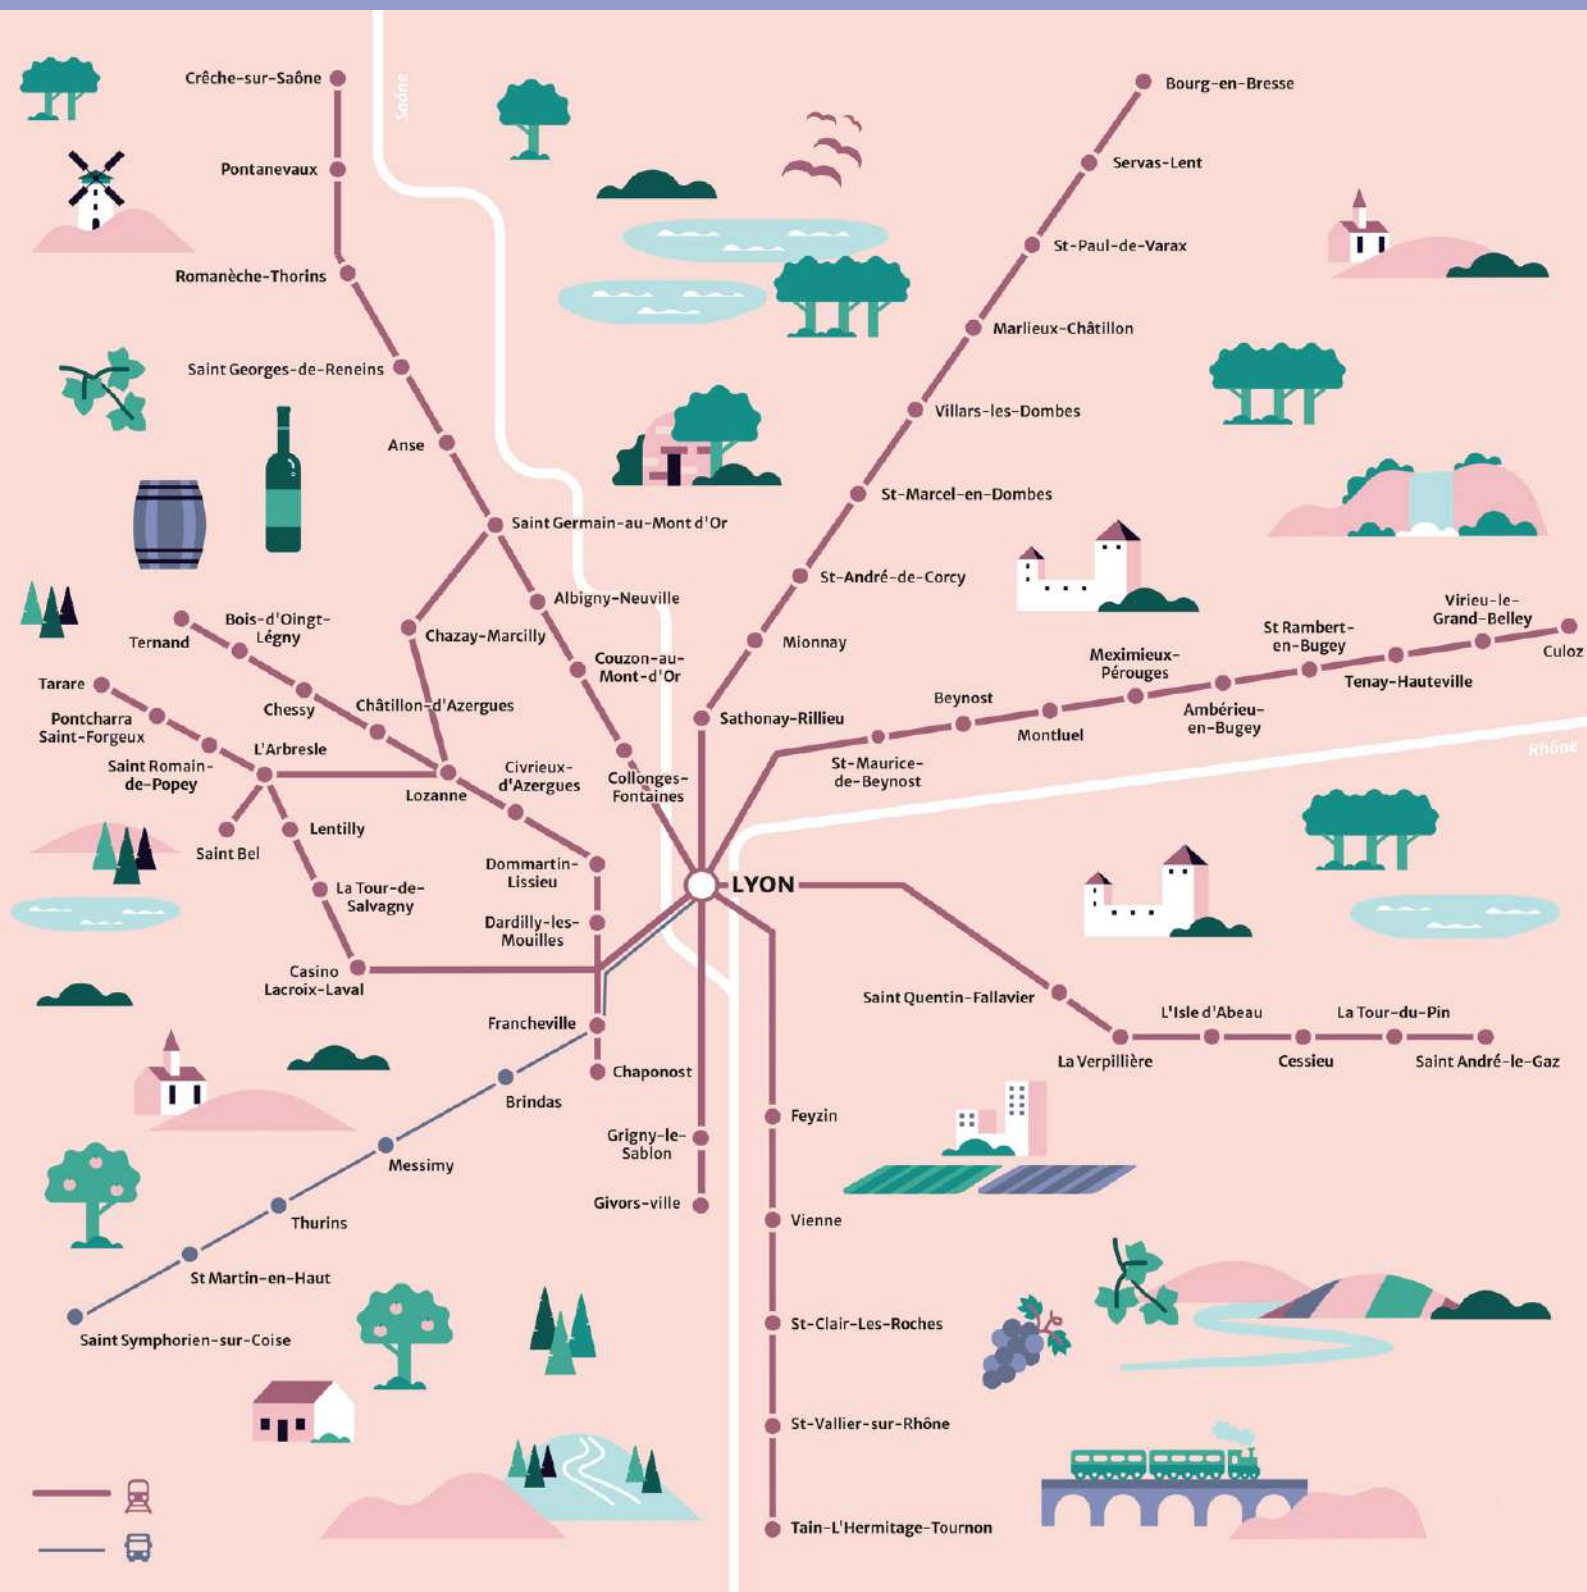 Crêche-sur-Saône
Saône
Bourg-en-Bresse
Pontanevaux
Servas-Lent
St-Paul-de-Varax
Romanèche-Thorins
Marlieux-Châtillon
Saint Georges-de-Reneins
Villars-les-Dombes
Anse
St-Marcel-en-Dombes
Saint Germain-au-Mont d'Or
St-André-de-Corcy
Albigny-Neuville
Virieu-le-
Grand-Belley
Bois-d'Oingt-
Légny
Ternand
Chazay-Marcilly
Mionnay
St Rambert-
en-Bugey
Culoz
Couzon-au-
Mont-d'Or
Meximieux-
Pérouges
Tarare
Tenay-Hauteville
Chessy
Châtillon-d'Azergues
Beynost
Pontcharra
Saint-Forgeux
Sathonay-Rillieu
Montluel
Ambérieu-
en-Bugey
L'Arbresle
Rhône
Saint Romain-
de-Popey
Civrieux-
d'Azergues
St-Maurice-
de-Beynost
Lozanne
Collonges-
Fontaines
Lentilly
Saint Bel
Dommartin-
Lissieu
LYON
La Tour-de-
Salvagny
Dardilly-les-
Mouilles
Casino
Lacroix-Laval
Saint Quentin-Fallavier
L'Isle d'Abeau
La Tour-du-Pin
Francheville
La Verpillière
Cessieu
Saint André-le-Gaz
Chaponost
Brindas
Feyzin
Grigny-le-
Sablon
Messimy
Givors-ville
Thurins
Vienne
St Martin-en-Haut
St-Clair-Les-Roches
Saint Symphorien-sur-Coise
St-Vallier-sur-Rhône
Tain-L'Hermitage-Tournon